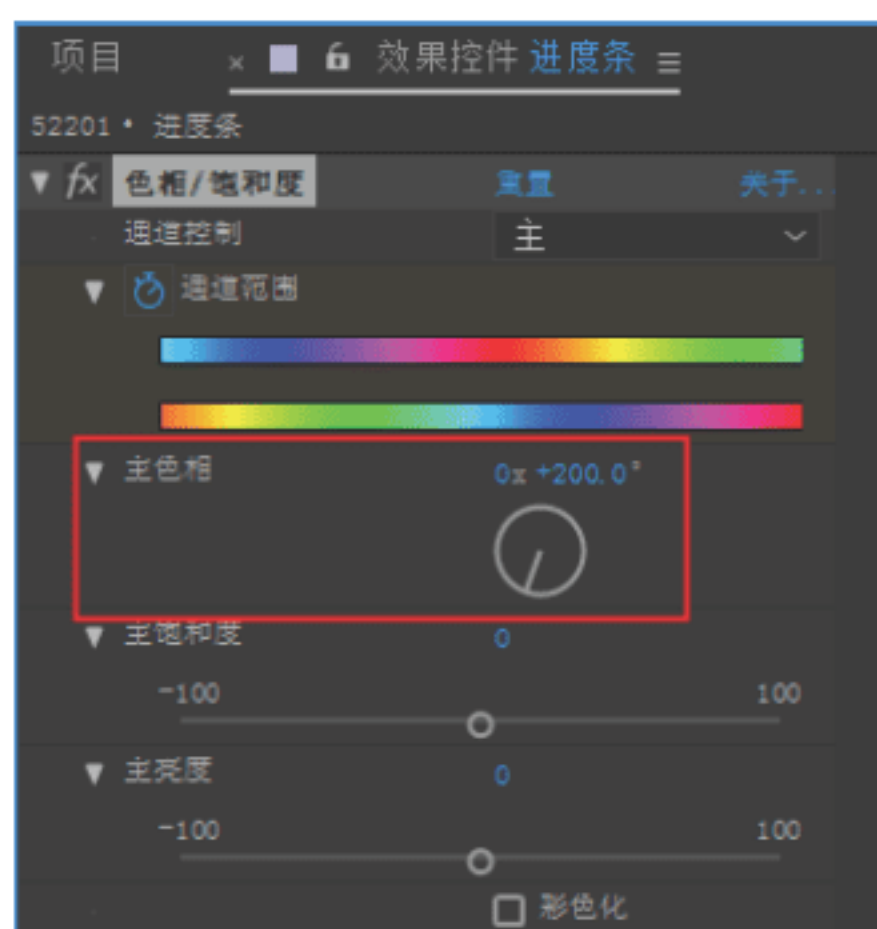 项目 × 效果控件 进度条 ≡
52201 • 进度条
fx 色相/饱和度 重置 关于...
通道控制 主
通道范围
主色相 0x +200.0°
主饱和度 0
-100 100
主亮度 0
-100 100
彩色化